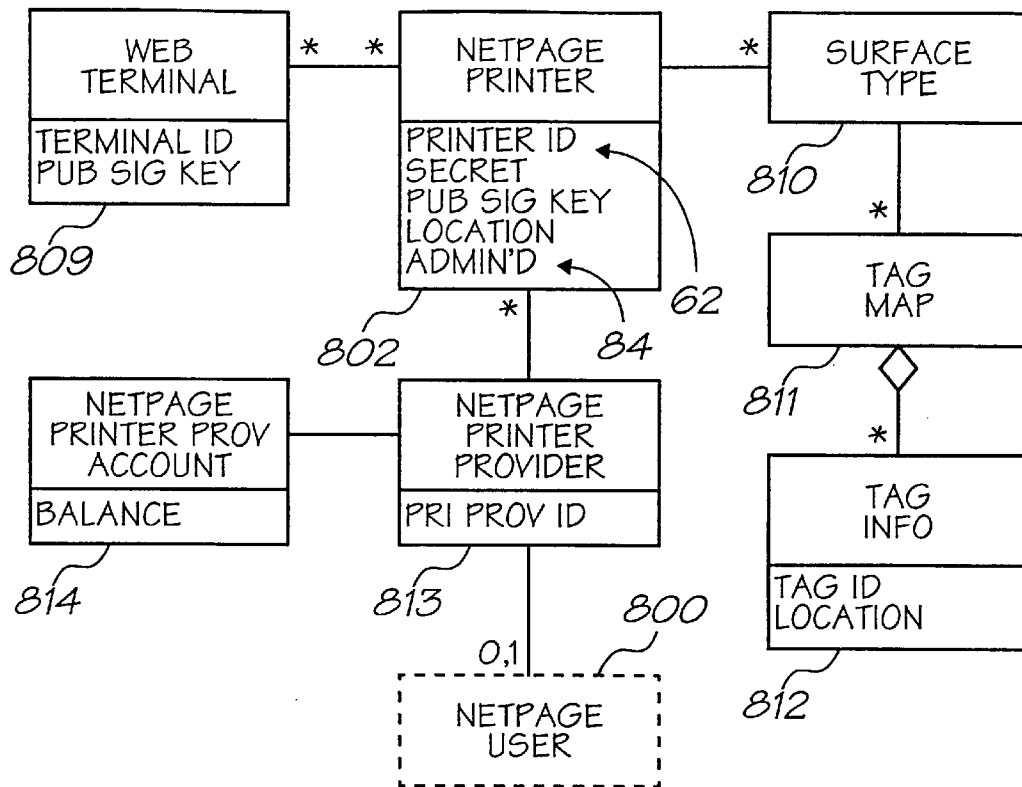 WEB
TERMINAL
TERMINAL ID
PUB SIG KEY
809
*
*
NETPAGE
PRINTER
PRINTER ID
SECRET
PUB SIG KEY
LOCATION
ADMIN'D
802
62
84
*
*
SURFACE
TYPE
810
*
TAG
MAP
811
*
TAG
INFO
TAG ID
LOCATION
812
NETPAGE
PRINTER PROV
ACCOUNT
BALANCE
814
NETPAGE
PRINTER
PROVIDER
PRI PROV ID
813
0,1
800
NETPAGE
USER